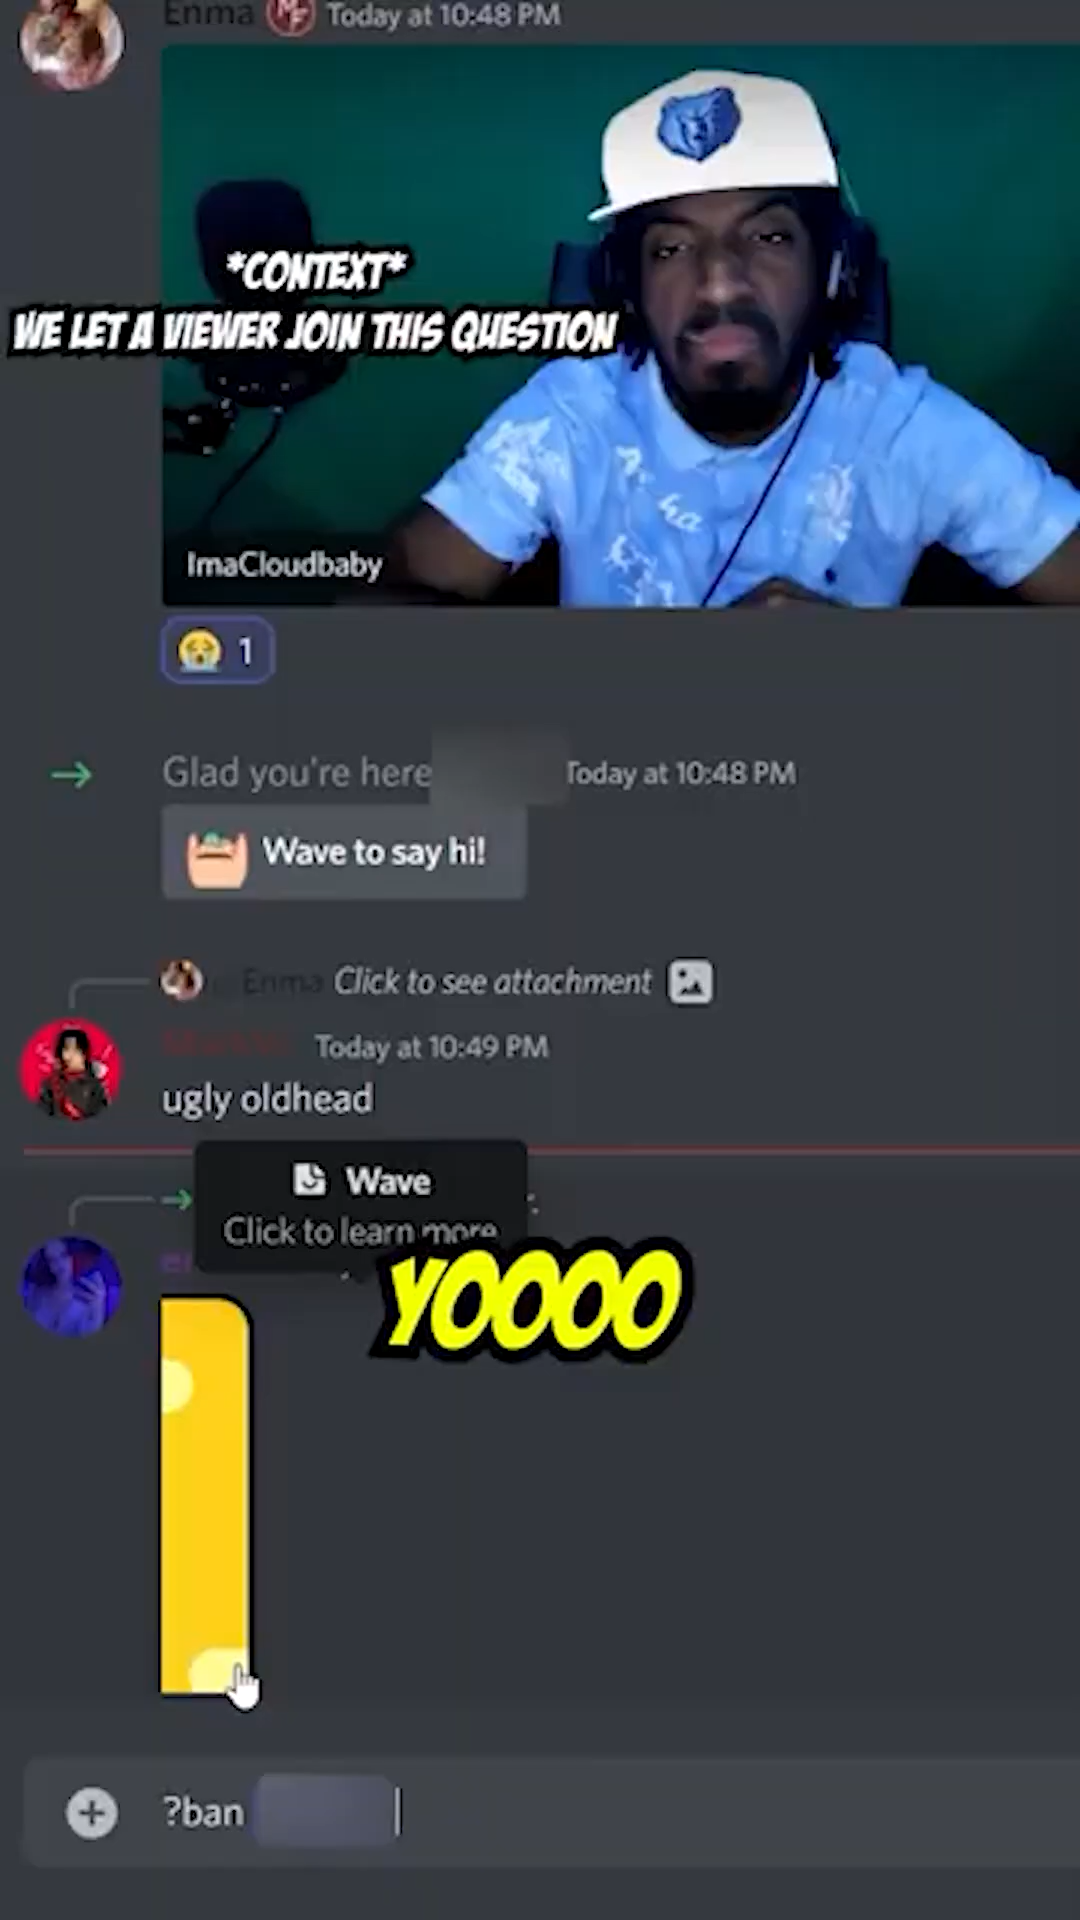 Enma MF Today at 10:48 PM
*CONTEXT*
WE LET A VIEWER JOIN THIS QUESTION
ImaCloudbaby
1
Glad you're here Today at 10:48 PM
Wave to say hi!
Enma Click to see attachment
Today at 10:49 PM
ugly oldhead
Wave
Click to learn more
YOOOO
?ban